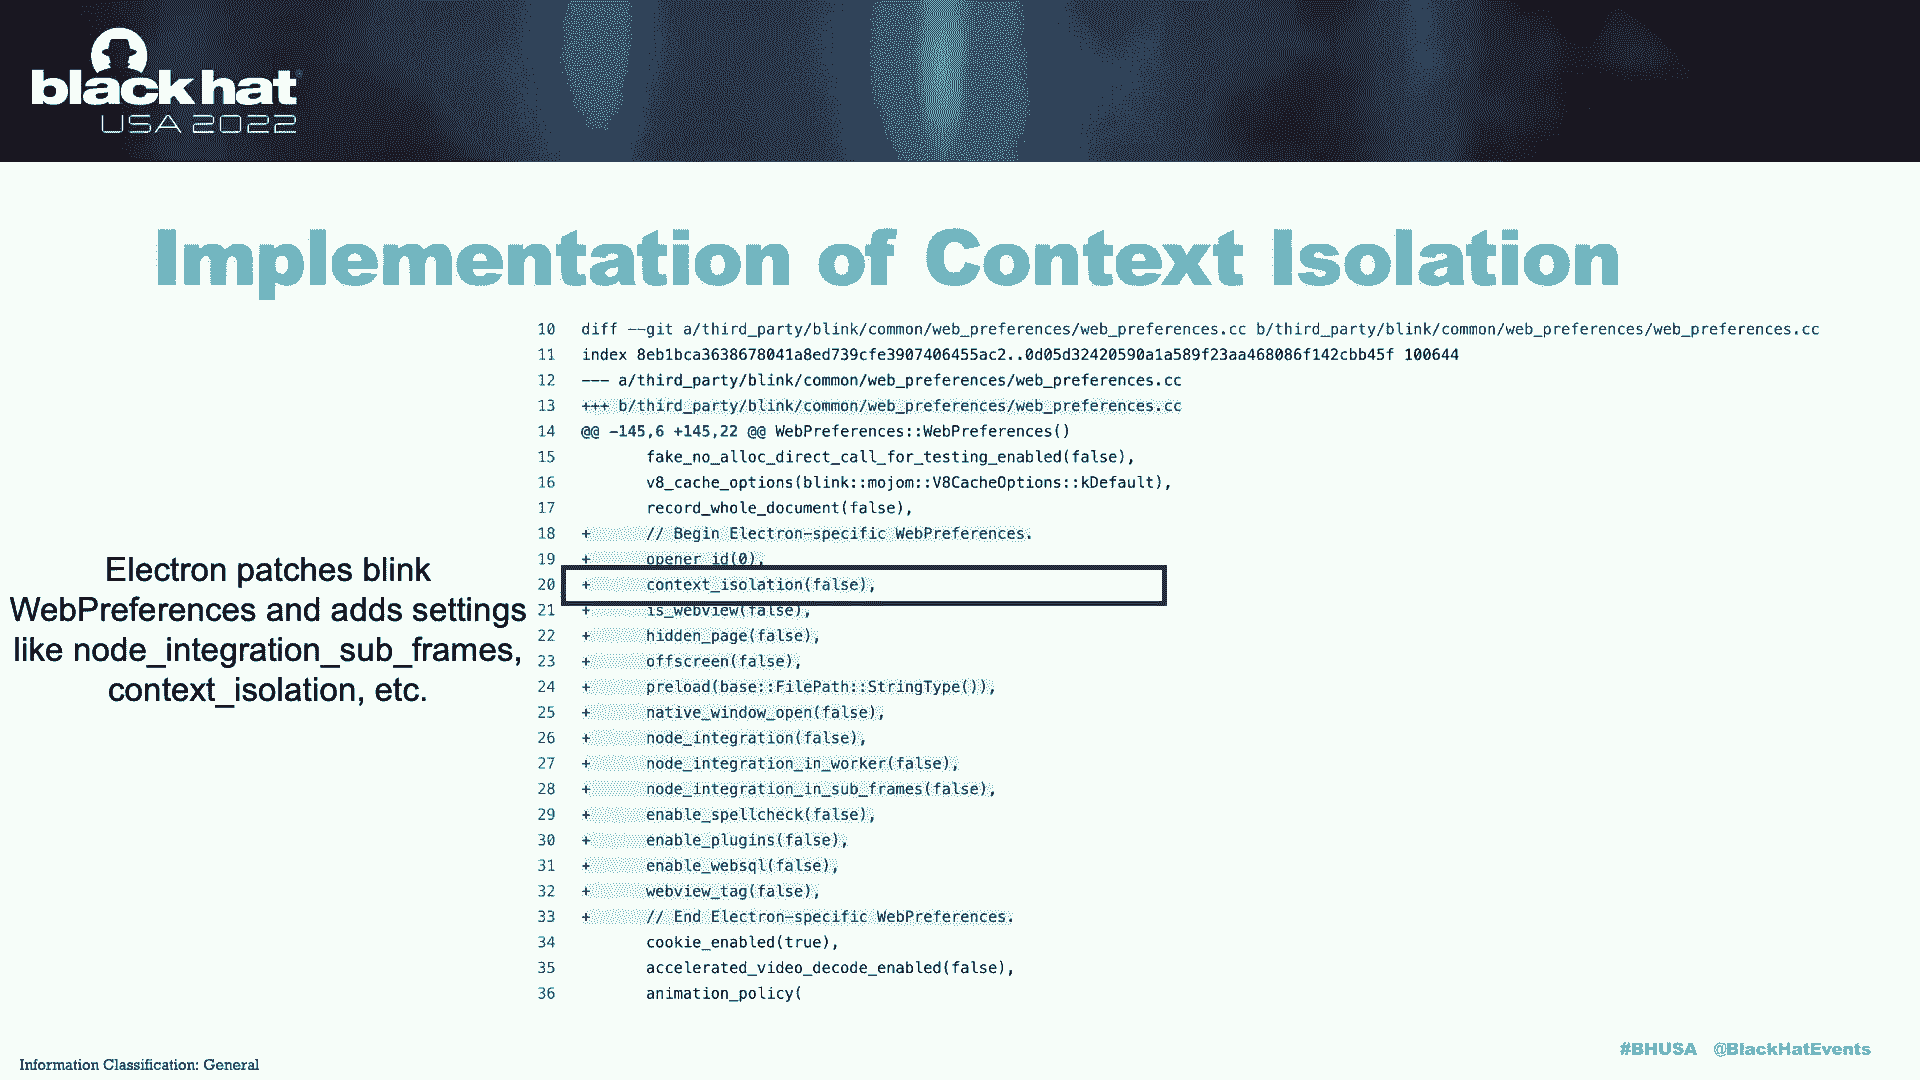 black hat
USA 2022
Implementation of Context Isolation
Electron patches blink
WebPreferences and adds settings
like node_integration_sub_frames,
context_isolation, etc.
10 diff --git a/third_party/blink/common/web_preferences/web_preferences.cc b/third_party/blink/common/web_preferences/web_preferences.cc
11 index 8eb1bca3638678041a8ed739cfe3907406455ac2..0d05d32420590a1a589f23aa468086f142cbb45f 100644
12 --- a/third_party/blink/common/web_preferences/web_preferences.cc
13 +++ b/third_party/blink/common/web_preferences/web_preferences.cc
14 @@ -145,6 +145,22 @@ WebPreferences::WebPreferences()
15 fake_no_alloc_direct_call_for_testing_enabled(false),
16 v8_cache_options(blink::mojom::V8CacheOptions::kDefault),
17 record_whole_document(false),
18 + // Begin Electron-specific WebPreferences.
19 + opener_id(0),
20 + context_isolation(false),
21 + is_webview(false),
22 + hidden_page(false),
23 + offscreen(false),
24 + preload(base::FilePath::StringType()),
25 + native_window_open(false),
26 + node_integration(false),
27 + node_integration_in_worker(false),
28 + node_integration_in_sub_frames(false),
29 + enable_spellcheck(false),
30 + enable_plugins(false),
31 + enable_websql(false),
32 + webview_tag(false),
33 + // End Electron-specific WebPreferences.
34 cookie_enabled(true),
35 accelerated_video_decode_enabled(false),
36 animation_policy(
#BHUSA @BlackHatEvents
Information Classification: General